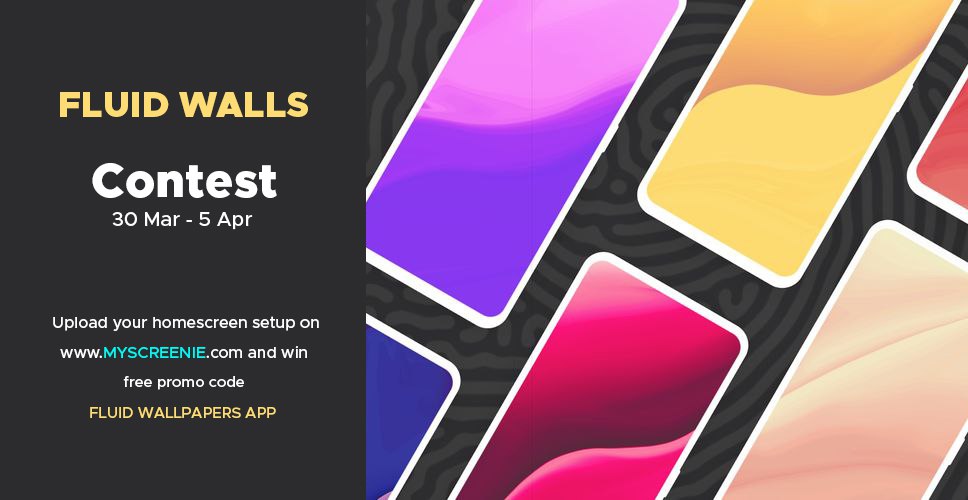 FLUID WALLS
Contest
30 Mar - 5 Apr
Upload your homescreen setup on
www.MYSCREENIE.com and win
free promo code
FLUID WALLPAPERS APP